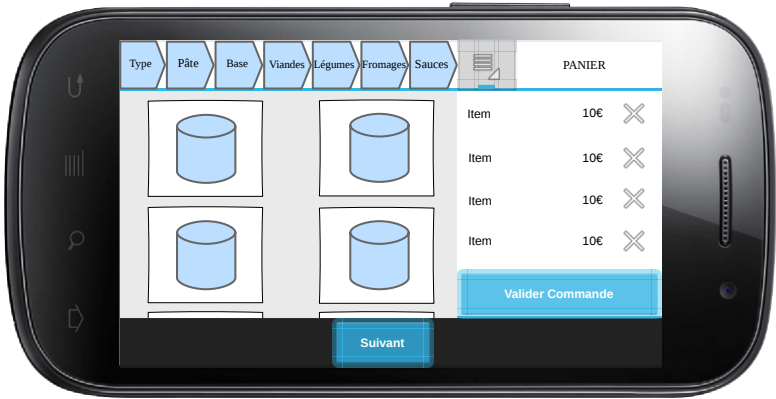 Type Pâte Base Viandes Légumes Fromages Sauces PANIER
Item 10€
Item 10€
Item 10€
Item 10€
Valider Commande
Suivant